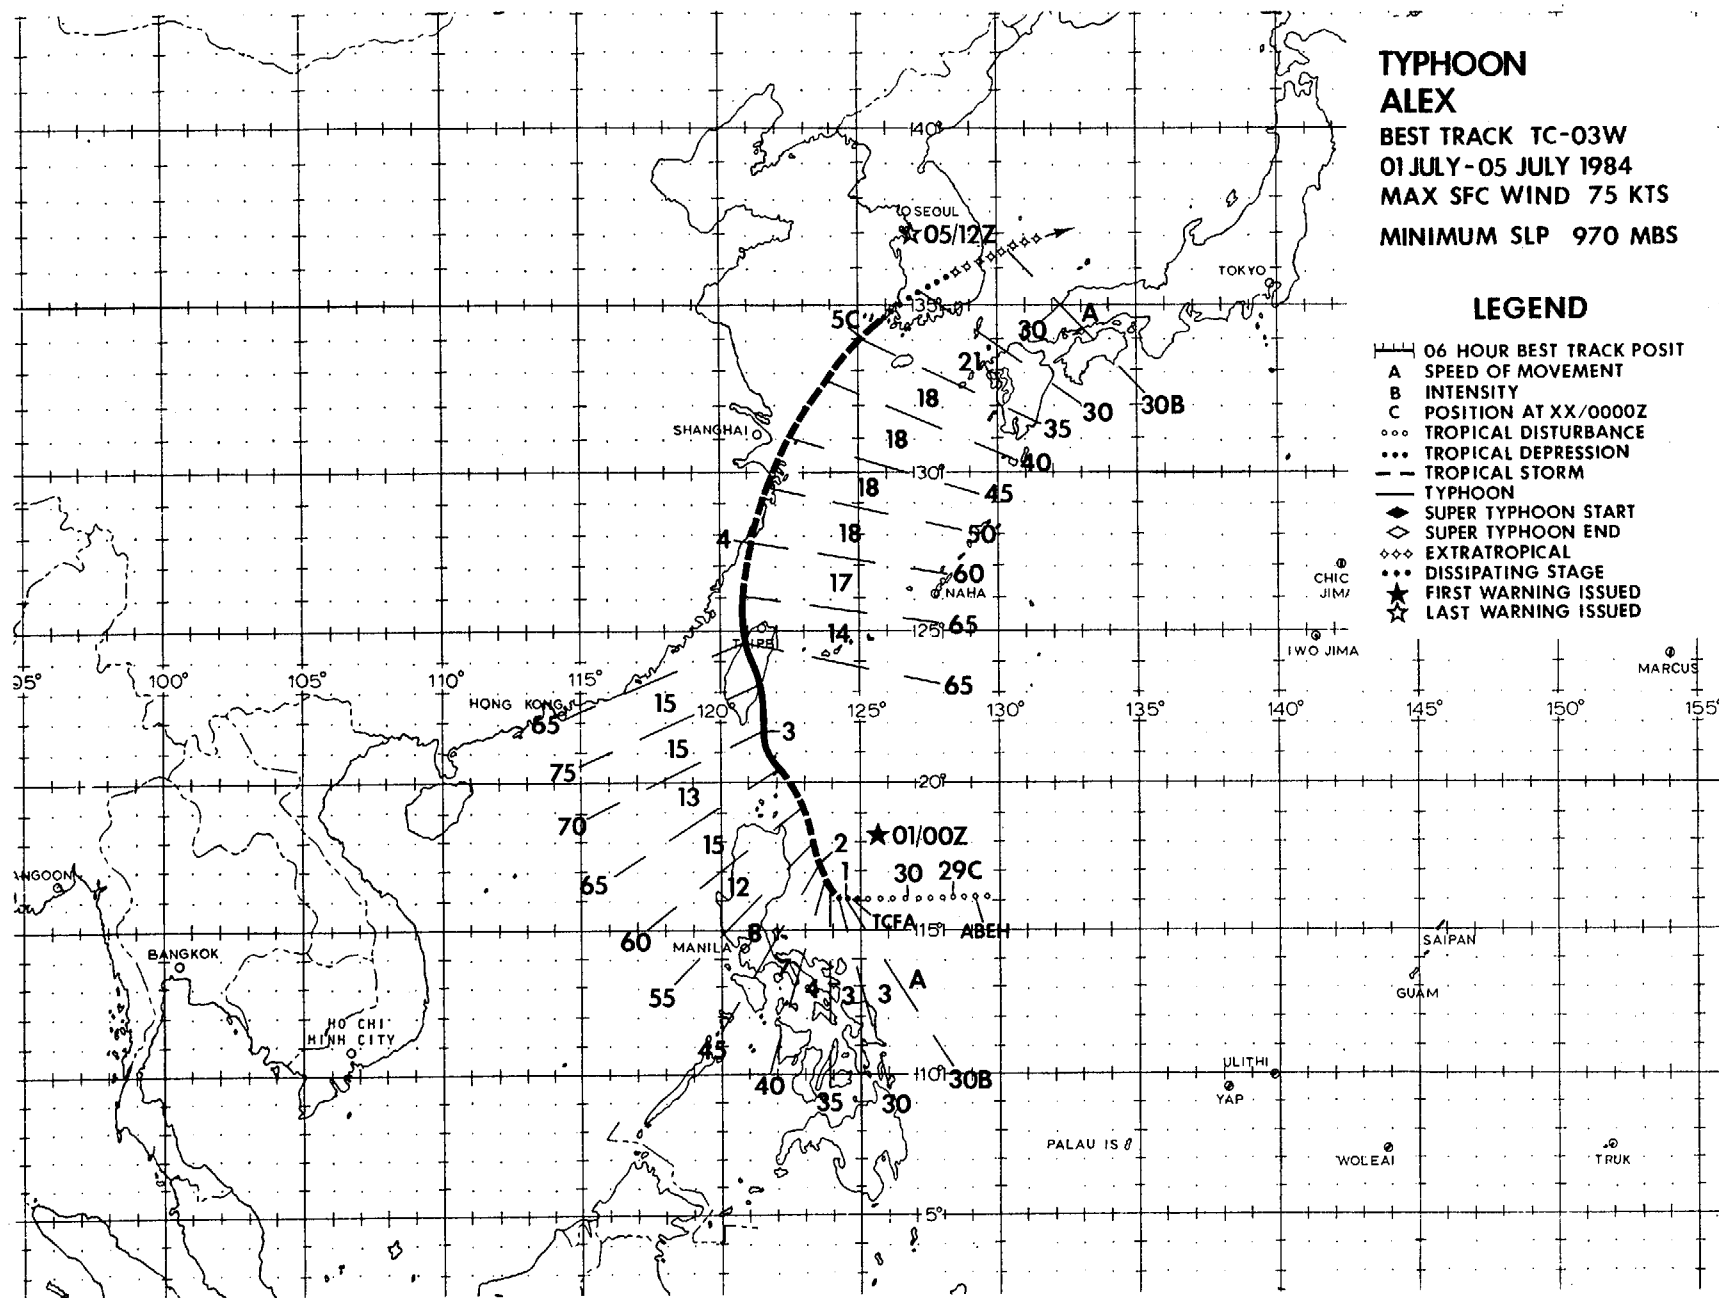 TYPHOON
ALEX
BEST TRACK TC-03W
01 JULY-05 JULY 1984
MAX SFC WIND 75 KTS
MINIMUM SLP 970 MBS
LEGEND
06 HOUR BEST TRACK POSIT
A SPEED OF MOVEMENT
B INTENSITY
C POSITION AT XX/0000Z
TROPICAL DISTURBANCE
TROPICAL DEPRESSION
TROPICAL STORM
TYPHOON
SUPER TYPHOON START
SUPER TYPHOON END
EXTRATROPICAL
DISSIPATING STAGE
FIRST WARNING ISSUED
LAST WARNING ISSUED
40°
SEOUL
05/12Z
TOKYO
35°
5C
30 A
21
18
30 30B
35
SHANGHAI
18
40
30°
18 45
4 18 50
60
17
NAHA
CHIC
JIMA
14 65
25°
IWO JIMA
MARCUS
65
95° 100° 105° 110° 115° 120° 125° 130° 135° 140° 145° 150° 155°
HONG KONG
65
15
3
15
75
20°
13
70
01/00Z
15 2
1 30 29C
65 12
TCFA
ABEH
15°
60
MANILA
B
SAIPAN
BANGKOK
7
4 3 3 A
55
GUAM
HO CHI
MINH CITY
45
ULITHI
40
10°
30B
35 30
YAP
PALAU IS
WOLEAI
TRUK
5°